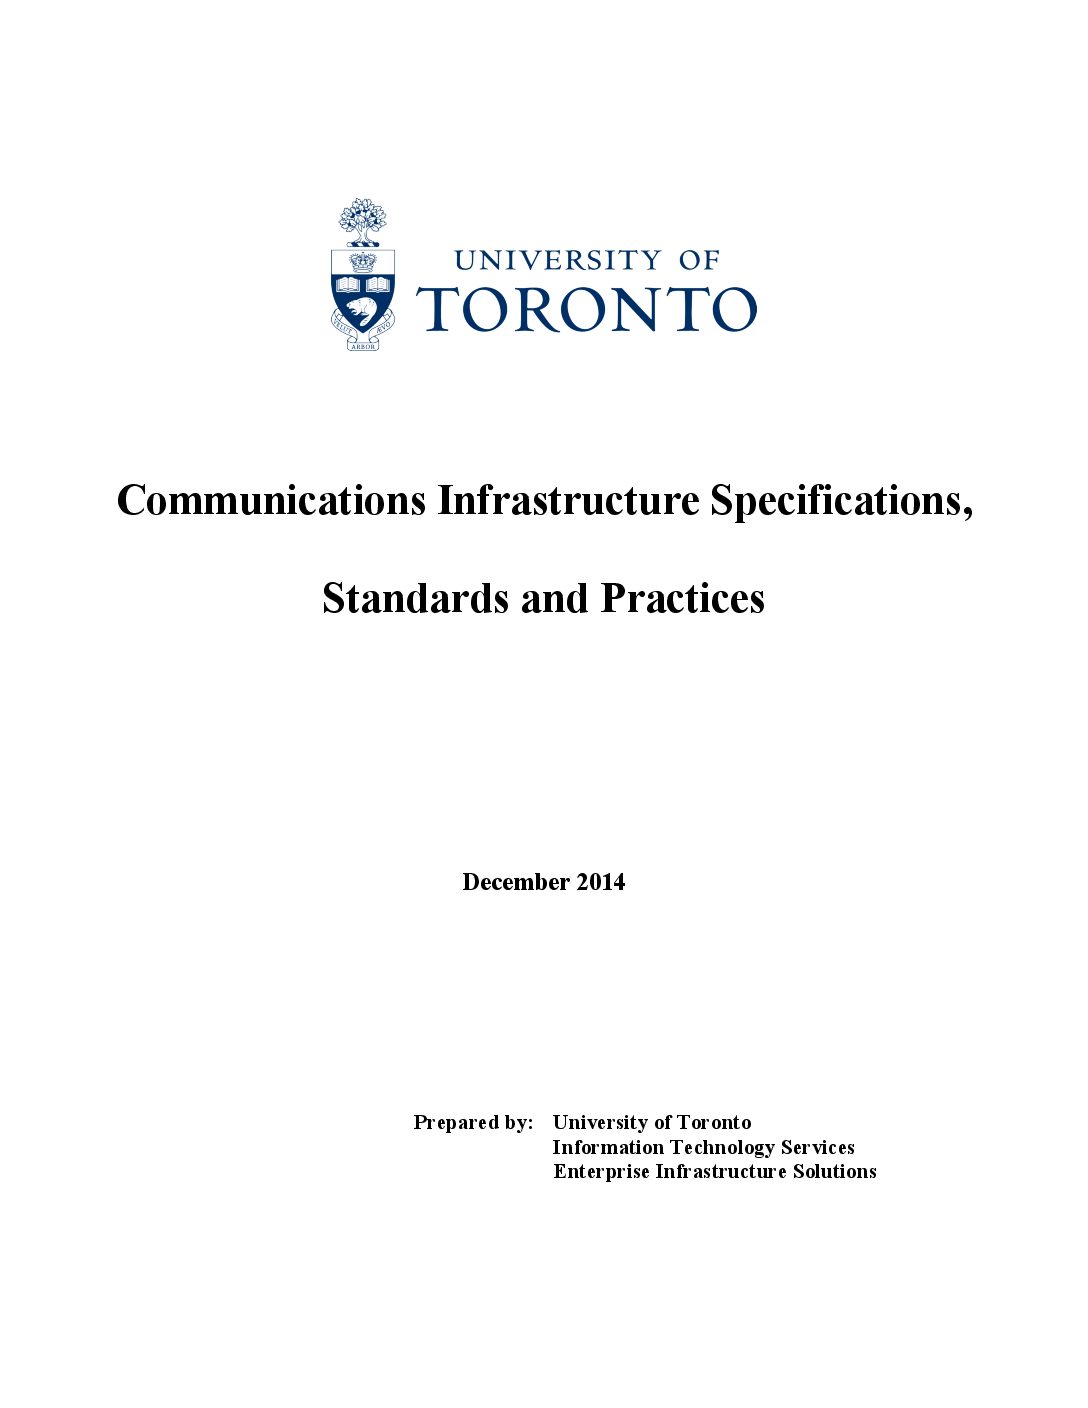 UNIVERSITY OF
TORONTO
VELUT
ARBOR
ÆVO
Communications Infrastructure Specifications,
Standards and Practices
December 2014
Prepared by: University of Toronto
Information Technology Services
Enterprise Infrastructure Solutions